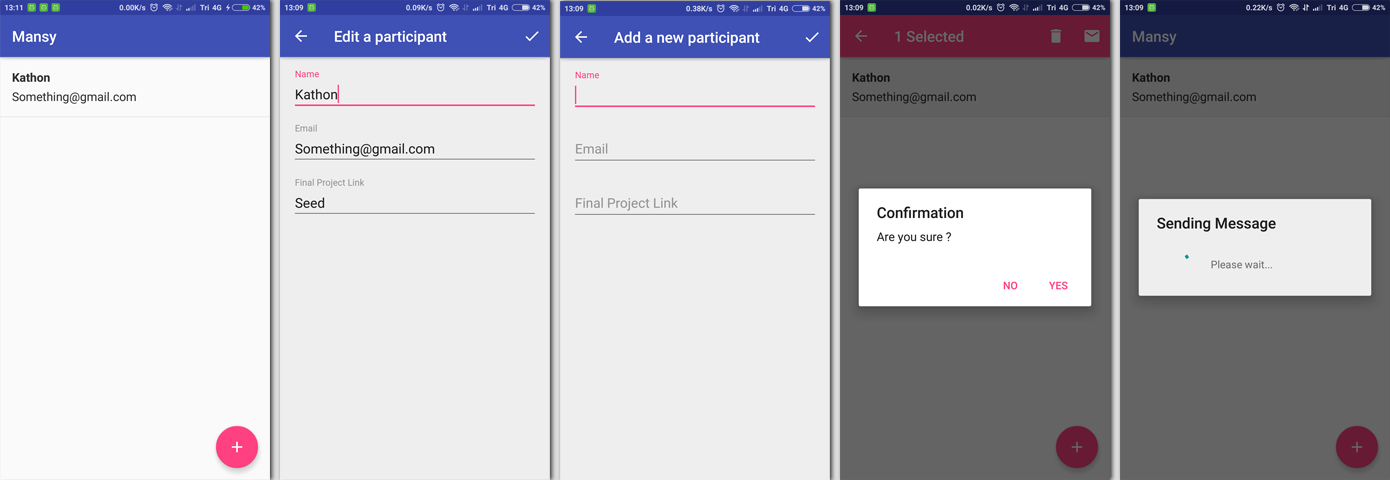 13:11 0.00K/s Tri 4G 42%
Mansy
Kathon
Something@gmail.com
13:09 0.09K/s Tri 4G 42%
Edit a participant
Name
Kathon
Email
Something@gmail.com
Final Project Link
Seed
13:09 0.38K/s Tri 4G 42%
Add a new participant
Name
Email
Final Project Link
13:09 0.02K/s Tri 4G 42%
1 Selected
Kathon
Something@gmail.com
Confirmation
Are you sure ?
NO YES
13:09 0.22K/s Tri 4G 42%
Mansy
Kathon
Something@gmail.com
Sending Message
Please wait...